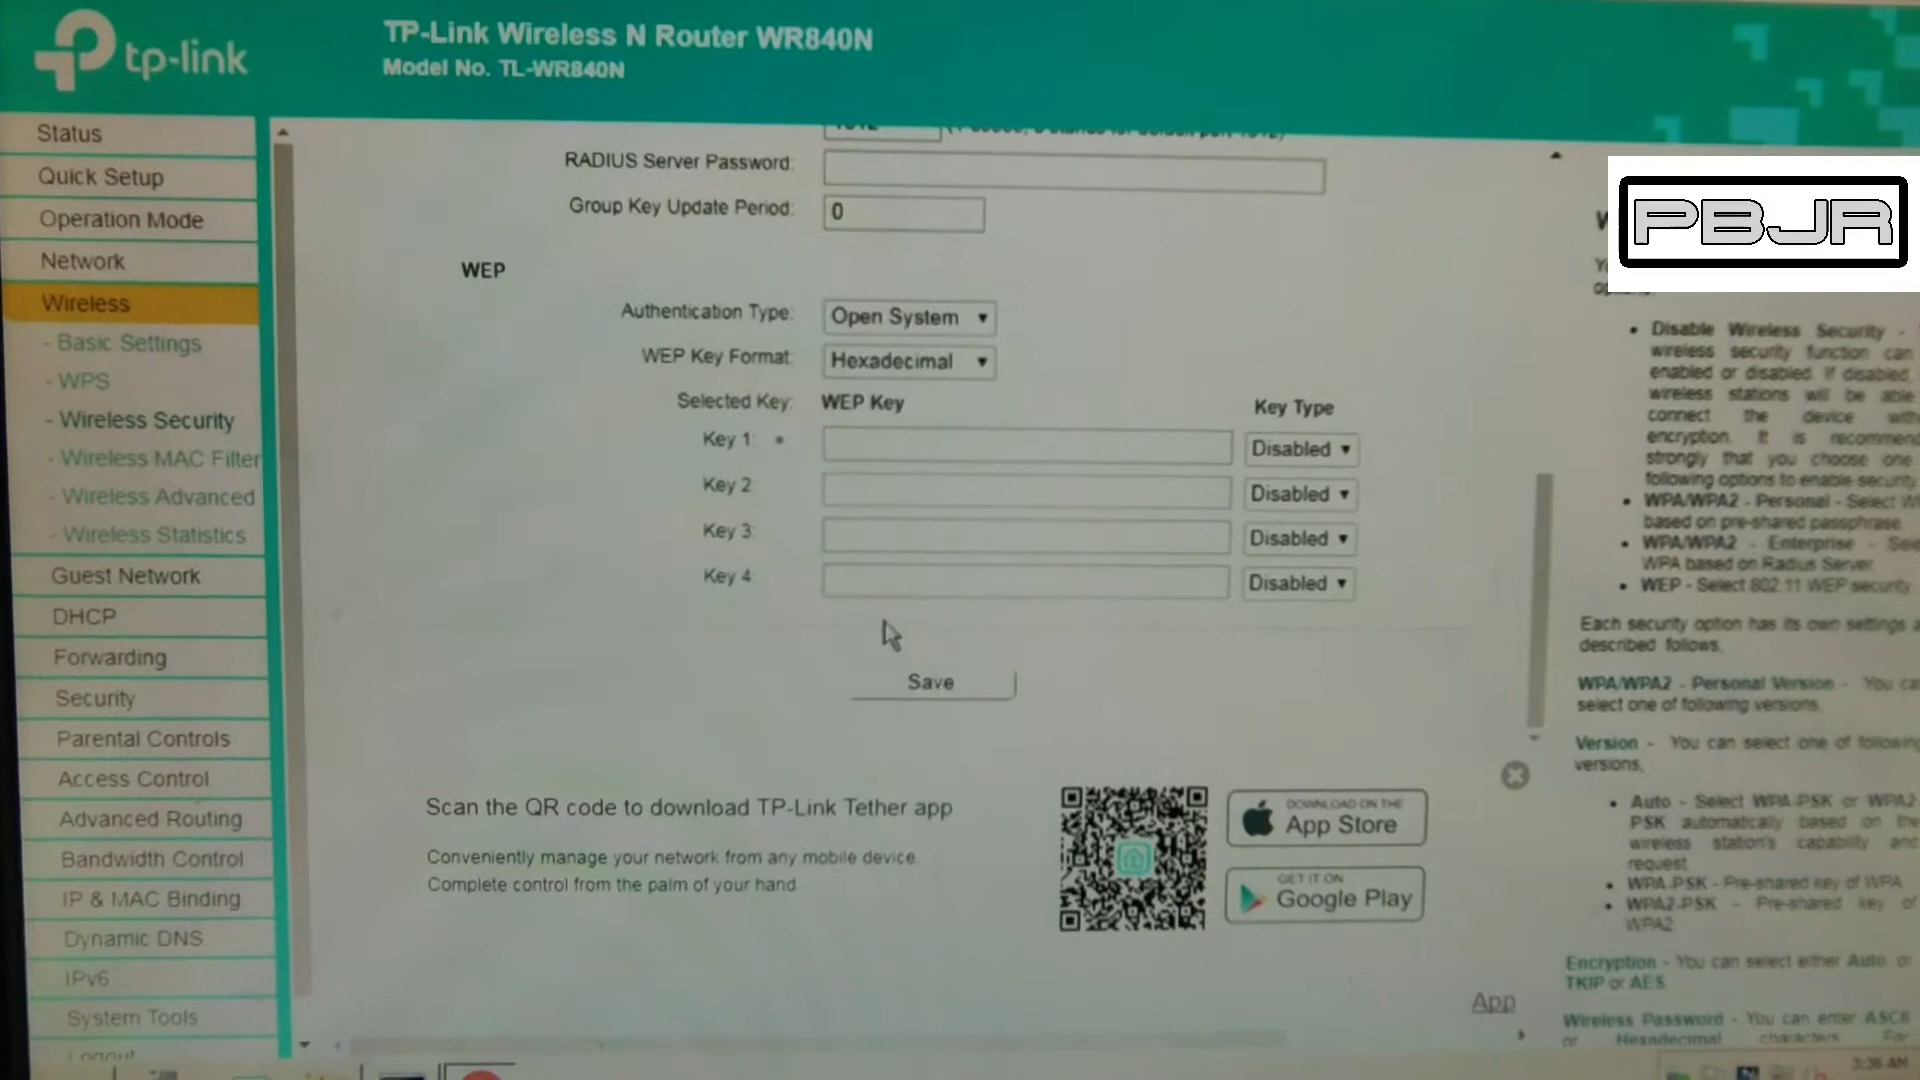 tp-link
TP-Link Wireless N Router WR840N
Model No. TL-WR840N
Status
Quick Setup
Operation Mode
Network
Wireless
- Basic Settings
- WPS
- Wireless Security
- Wireless MAC Filter
- Wireless Advanced
- Wireless Statistics
Guest Network
DHCP
Forwarding
Security
Parental Controls
Access Control
Advanced Routing
Bandwidth Control
IP & MAC Binding
Dynamic DNS
IPv6
System Tools
Logout
RADIUS Server Password:
Group Key Update Period: 0
WEP
Authentication Type: Open System
WEP Key Format: Hexadecimal
Selected Key: WEP Key Key Type
Key 1: Disabled
Key 2: Disabled
Key 3: Disabled
Key 4: Disabled
Save
Scan the QR code to download TP-Link Tether app
Conveniently manage your network from any mobile device.
Complete control from the palm of your hand.
DOWNLOAD ON THE
App Store
GET IT ON
Google Play
App
PBJR
• Disable Wireless Security -
wireless security function can
enabled or disabled. If disabled,
wireless stations will be able
connect the device
encryption. It is
strongly that you choose one
following options to enable security
• WPA/WPA2 - Personal - Select
based on pre-shared passphrase.
• WPA/WPA2 - Enterprise -
WPA based on Radius Server.
• WEP - Select 802.11 WEP security.
Each security option has its own settings
described follows.
WPA/WPA2 - Personal Version - You
select one of following versions.
Version - You can select one of following
versions.
• Auto - Select WPA-PSK or WPA2-
PSK automatically based on the
wireless station's capability and
request.
• WPA-PSK - Pre-shared key of WPA.
• WPA2-PSK - Pre-shared key of
WPA2.
Encryption - You can select either Auto or
TKIP or AES
Wireless Password - You can enter ASCII
or Hexadecimal characters. For
3:36 AM